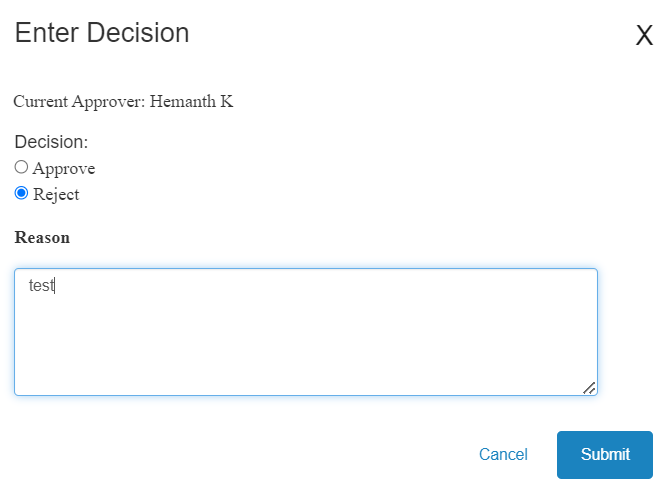 Enter Decision
X
Current Approver: Hemanth K
Decision:
Approve
Reject
Reason
test
Cancel
Submit